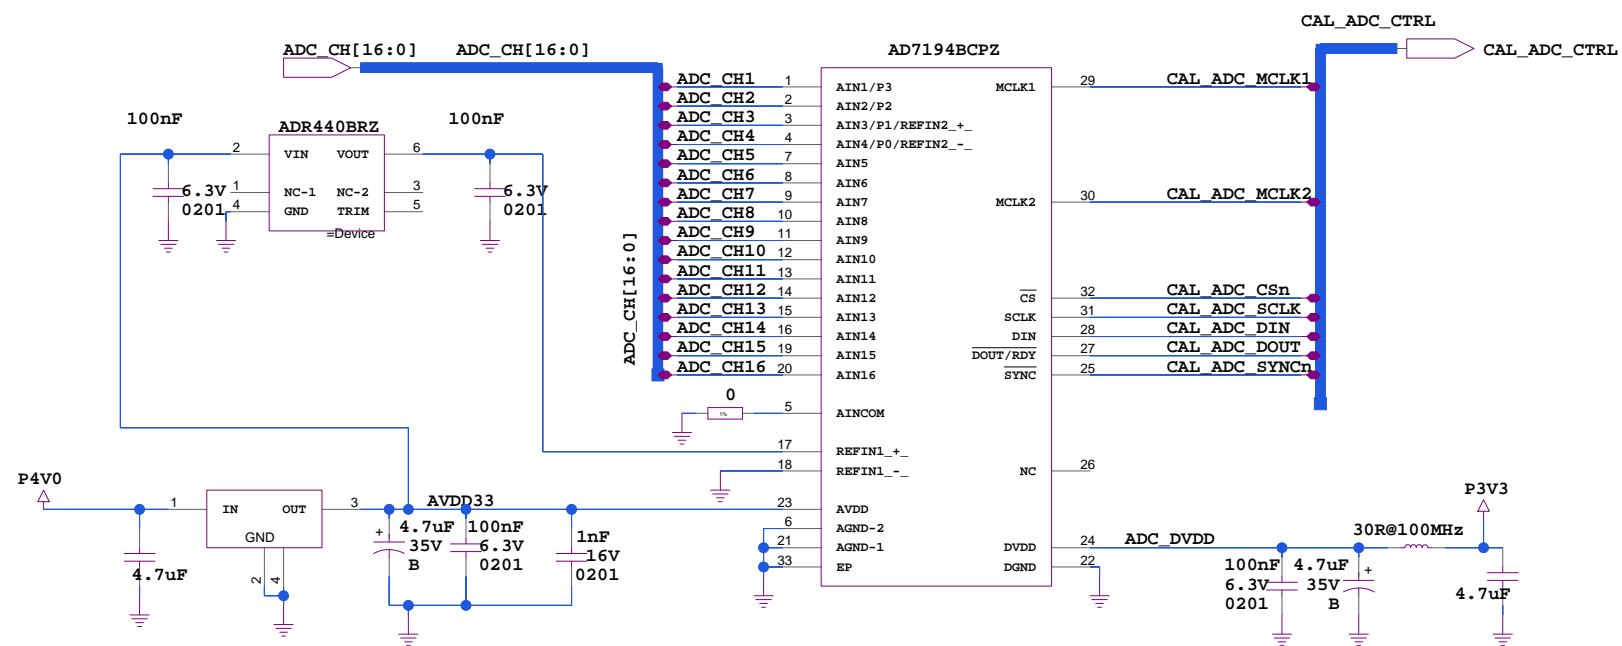 CAL_ADC_CTRL
ADC_CH[16:0] ADC_CH[16:0] AD7194BCPZ CAL_ADC_CTRL
ADC_CH1 1 AIN1/P3 MCLK1 29 CAL_ADC_MCLK1
ADC_CH2 2 AIN2/P2
100nF 100nF ADC_CH3 3 AIN3/P1/REFIN2_+_
ADR440BRZ
ADC_CH4 4 AIN4/P0/REFIN2_-_
2 VIN VOUT 6 ADC_CH5 7 AIN5
ADC_CH6 8 AIN6
6.3V 1 NC-1 NC-2 3 6.3V ADC_CH7 9 AIN7 MCLK2 30 CAL_ADC_MCLK2
0201 4 GND TRIM 5 0201 ADC_CH8 10 AIN8
=Device
ADC_CH9 11 AIN9
ADC_CH10 12 AIN10
ADC_CH11 13 AIN11
ADC_CH[16:0]
ADC_CH12 14 AIN12 CS 32 CAL_ADC_CSn
ADC_CH13 15 AIN13 SCLK 31 CAL_ADC_SCLK
ADC_CH14 16 AIN14 DIN 28 CAL_ADC_DIN
ADC_CH15 19 AIN15 DOUT/RDY 27 CAL_ADC_DOUT
ADC_CH16 20 AIN16 SYNC 25 CAL_ADC_SYNCn
0
1% 5 AINCOM
17 REFIN1_+_
18 REFIN1_-_ NC 26
P4V0 P3V3
1 IN OUT 3 AVDD33 23 AVDD
4.7uF 100nF 6 AGND-2 30R@100MHz
+
GND 35V 6.3V 1nF 21 AGND-1 DVDD 24 ADC_DVDD
B 0201 16V 33 EP DGND 22 100nF 4.7uF
+
4.7uF 2 4 0201 6.3V 35V 4.7uF
0201 B